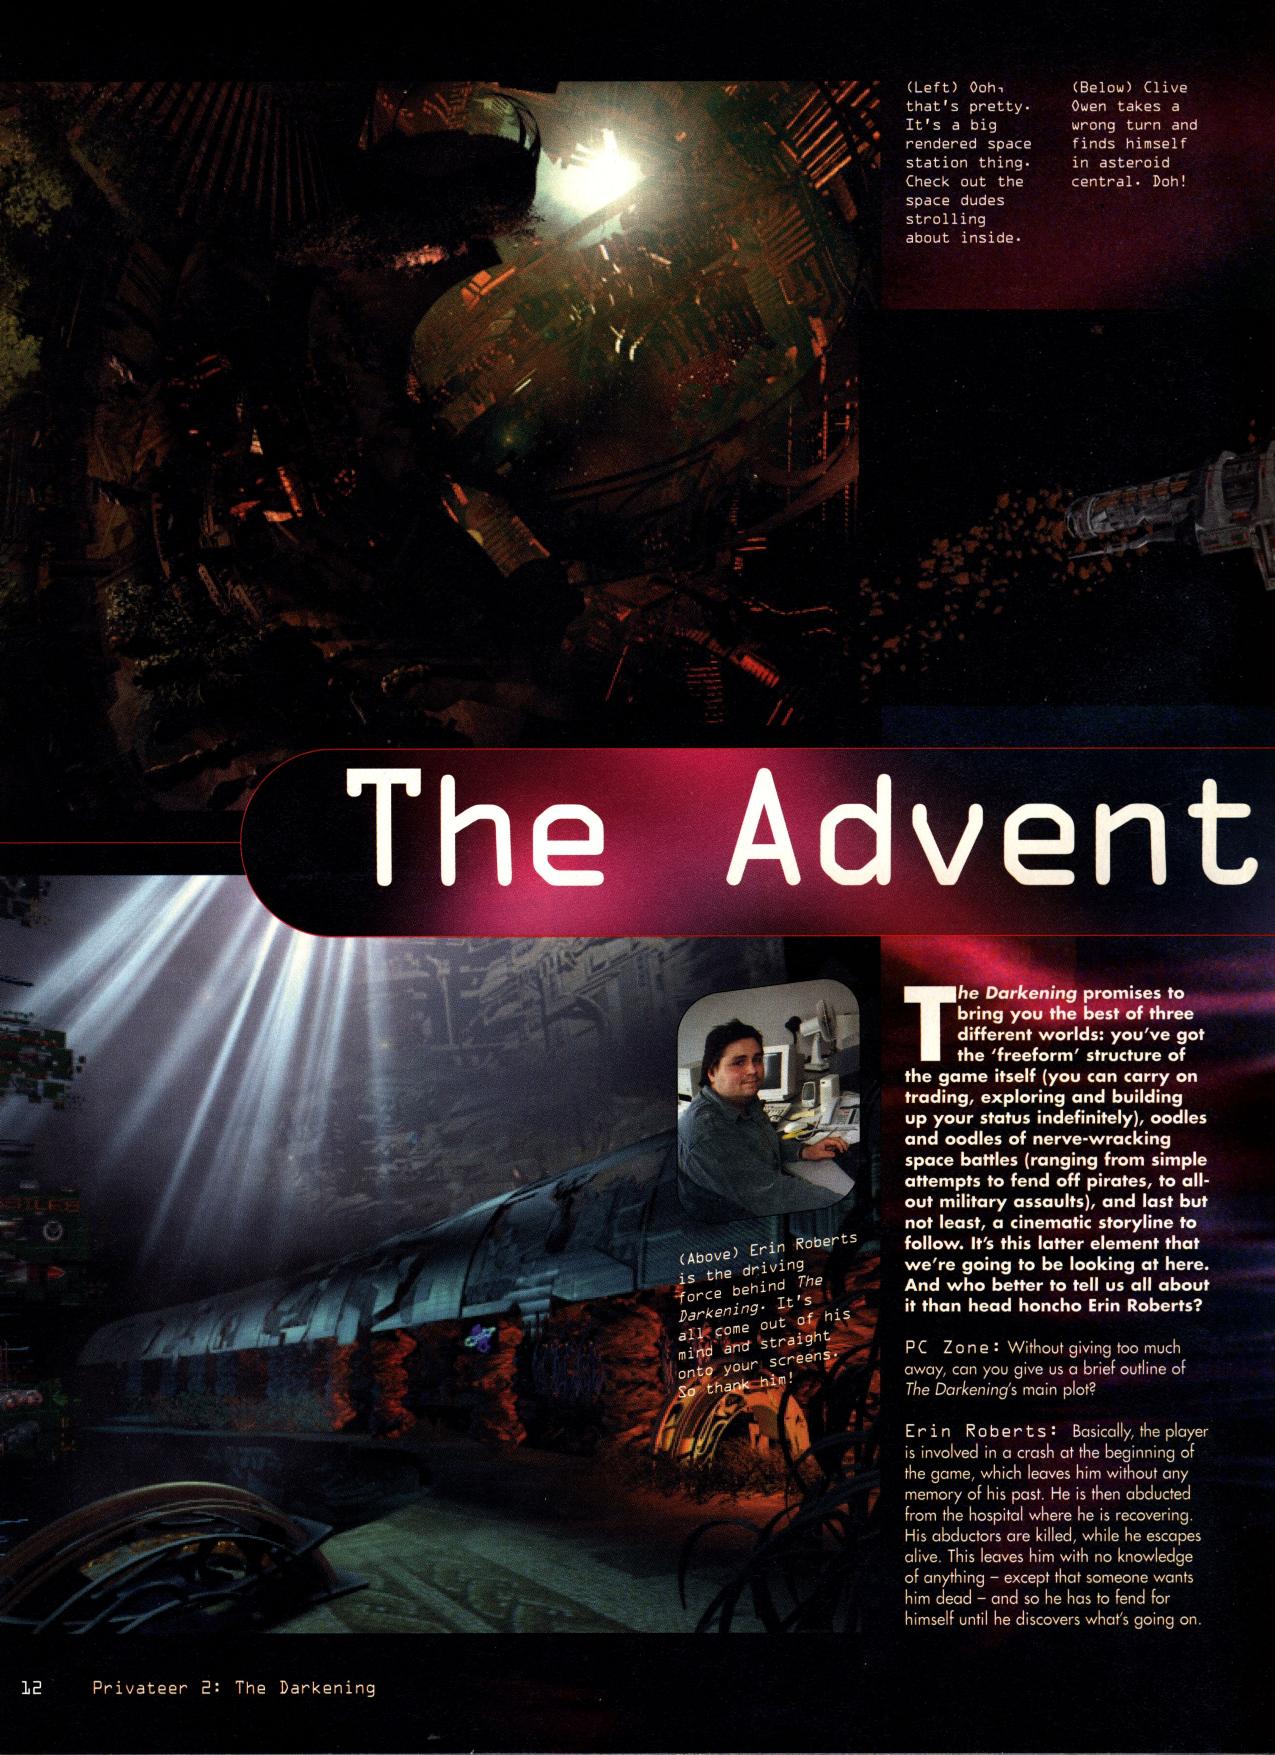 (Left) Ooh,
that's pretty.
It's a big
rendered space
station thing.
Check out the
space dudes
strolling
about inside.
(Below) Clive
Owen takes a
wrong turn and
finds himself
in asteroid
central. Doh!
The Advent
(Above) Erin Roberts
is the driving
force behind The
Darkening. It's
all come out of his
mind and straight
onto your screens.
So thank him!
The Darkening promises to
bring you the best of three
different worlds: you've got
the 'freeform' structure of
the game itself (you can carry on
trading, exploring and building
up your status indefinitely), oodles
and oodles of nerve-wracking
space battles (ranging from simple
attempts to fend off pirates, to all-
out military assaults), and last but
not least, a cinematic storyline to
follow. It's this latter element that
we're going to be looking at here.
And who better to tell us all about
it than head honcho Erin Roberts?
PC Zone: Without giving too much
away, can you give us a brief outline of
The Darkening's main plot?
Erin Roberts: Basically, the player
is involved in a crash at the beginning of
the game, which leaves him without any
memory of his past. He is then abducted
from the hospital where he is recovering.
His abductors are killed, while he escapes
alive. This leaves him with no knowledge
of anything – except that someone wants
him dead – and so he has to fend for
himself until he discovers what's going on.
12 Privateer 2: The Darkening